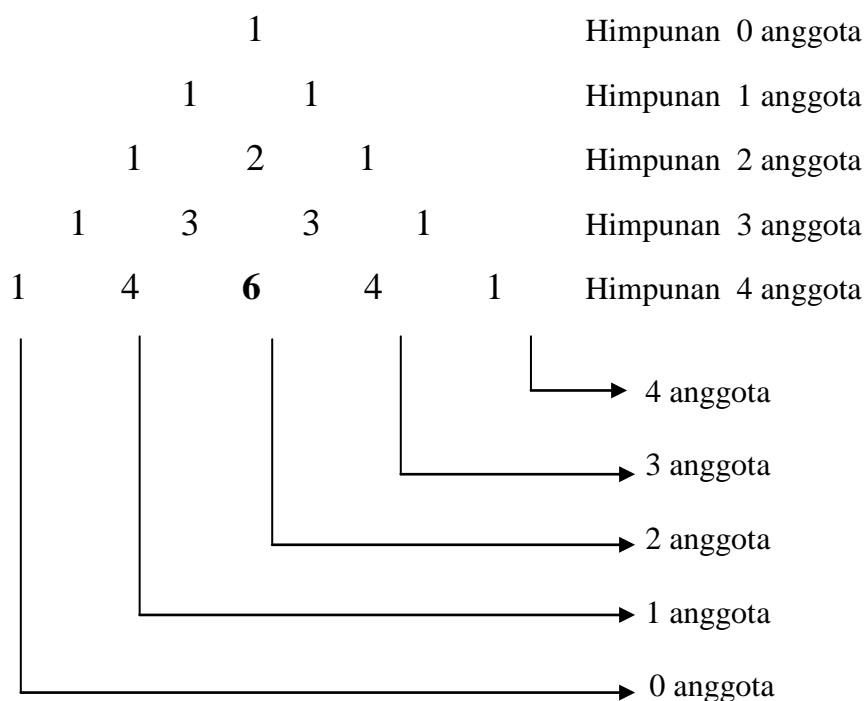 1 Himpunan 0 anggota
1 1 Himpunan 1 anggota
1 2 1 Himpunan 2 anggota
1 3 3 1 Himpunan 3 anggota
1 4 6 4 1 Himpunan 4 anggota
4 anggota
3 anggota
2 anggota
1 anggota
0 anggota